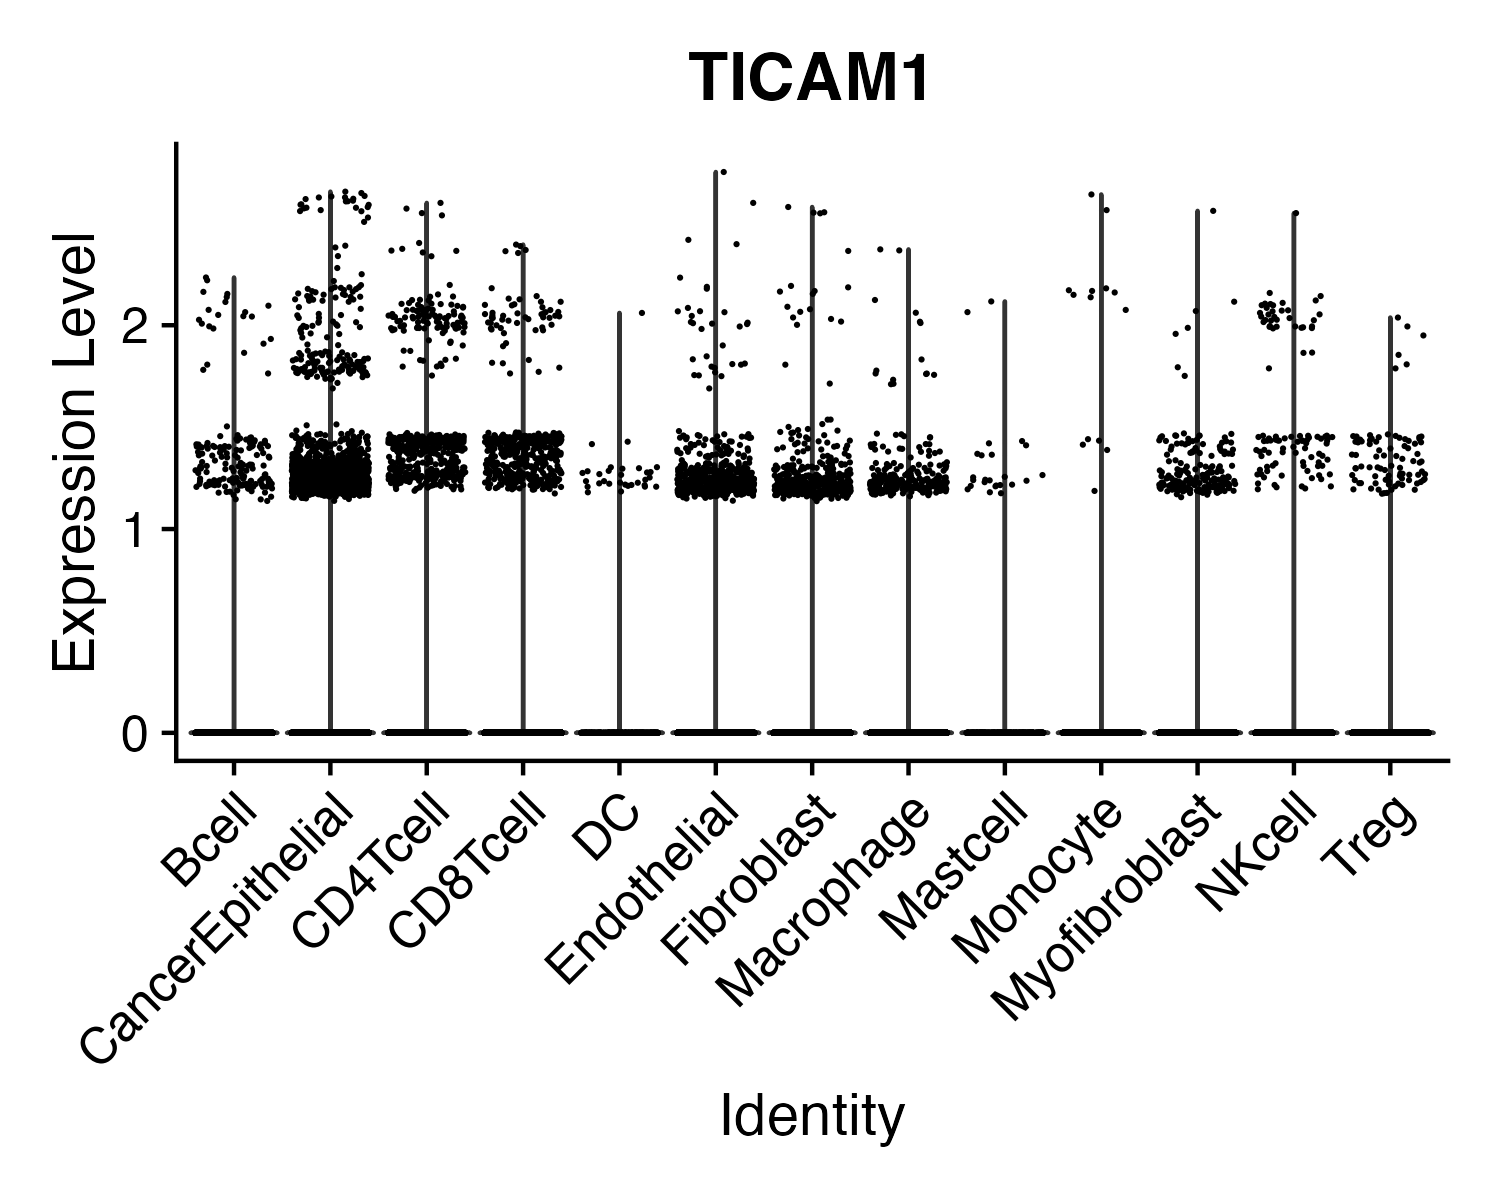 TICAM1
Expression Level
2
1
0
Bcell
CancerEpithelial
CD4Tcell
CD8Tcell
DC
Endothelial
Fibroblast
Macrophage
Mastcell
Monocyte
Myofibroblast
NKcell
Treg
Identity